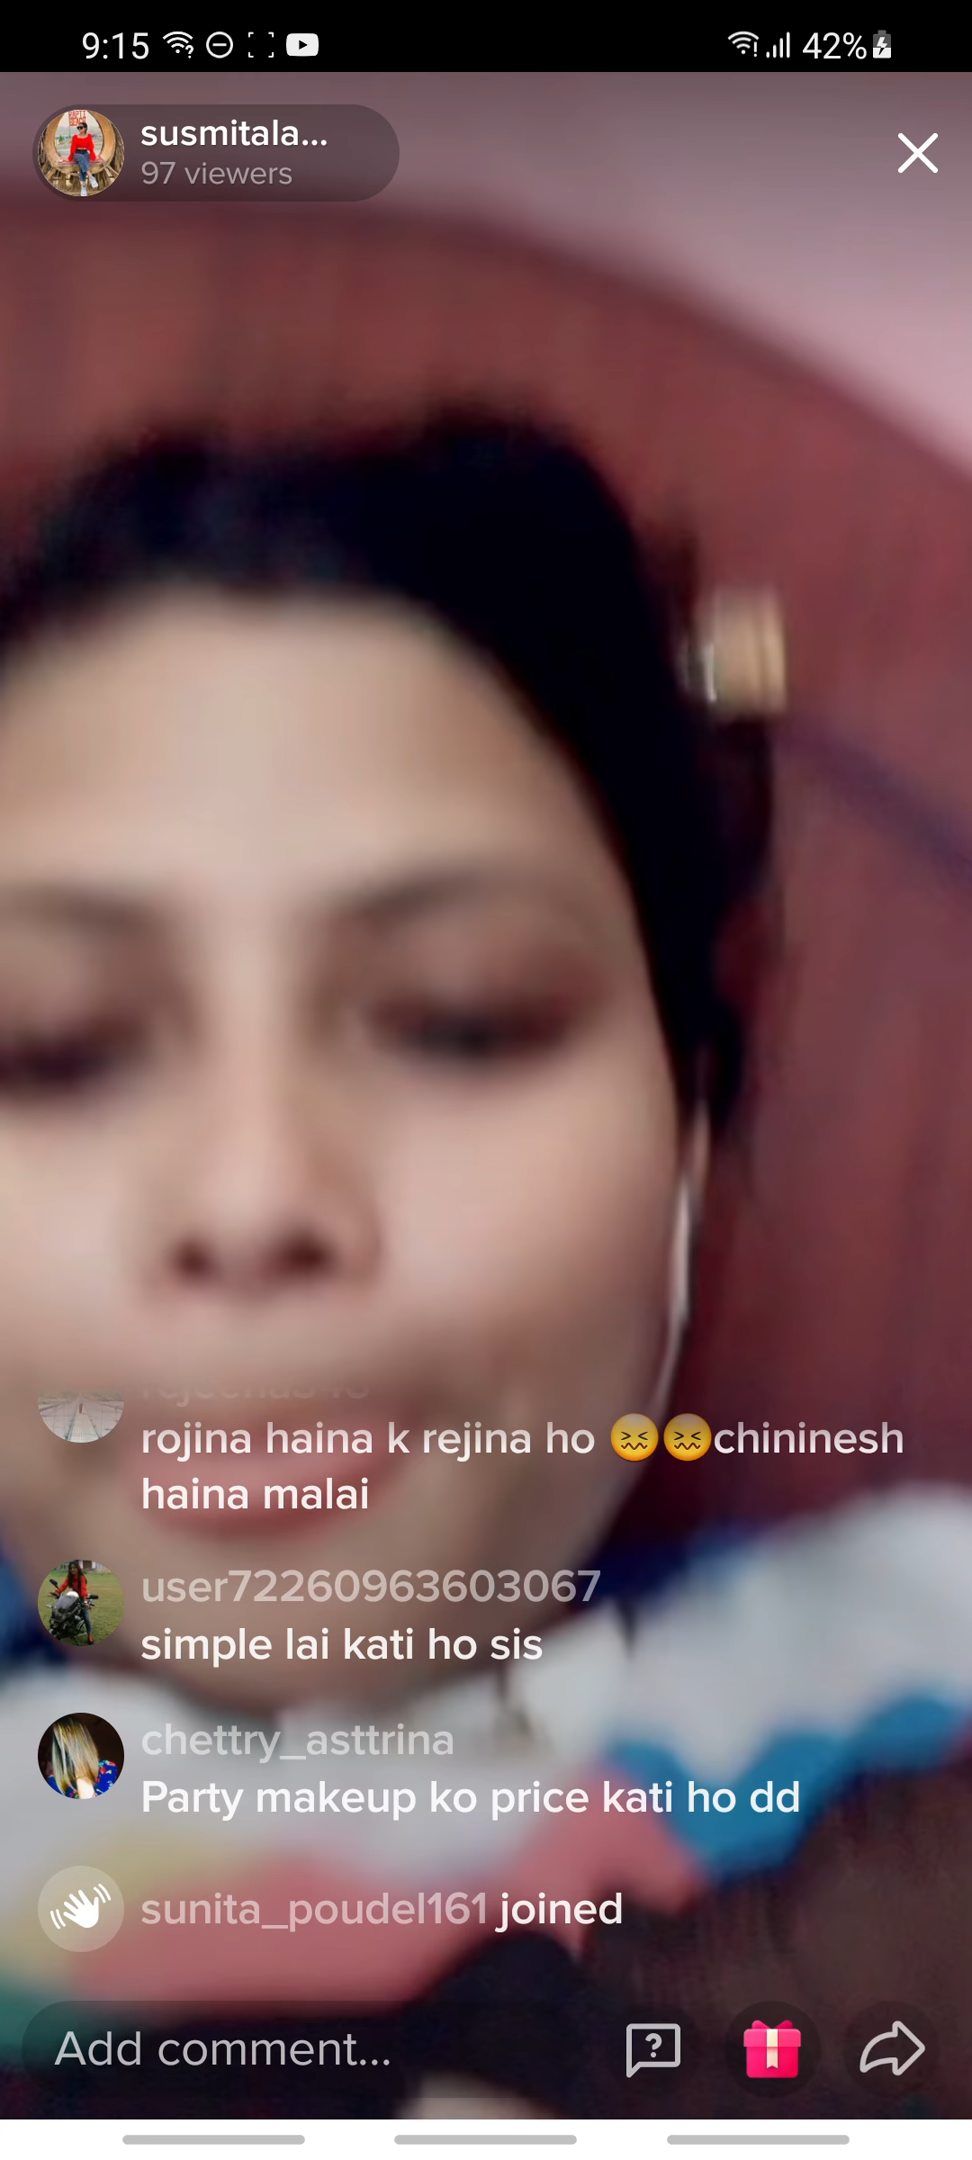 9:15
42%
susmitala...
97 viewers
rojina haina k rejina ho 😖😖chininesh
haina malai
user72260963603067
simple lai kati ho sis
chettry_asttrina
Party makeup ko price kati ho dd
sunita_poudel161 joined
Add comment...